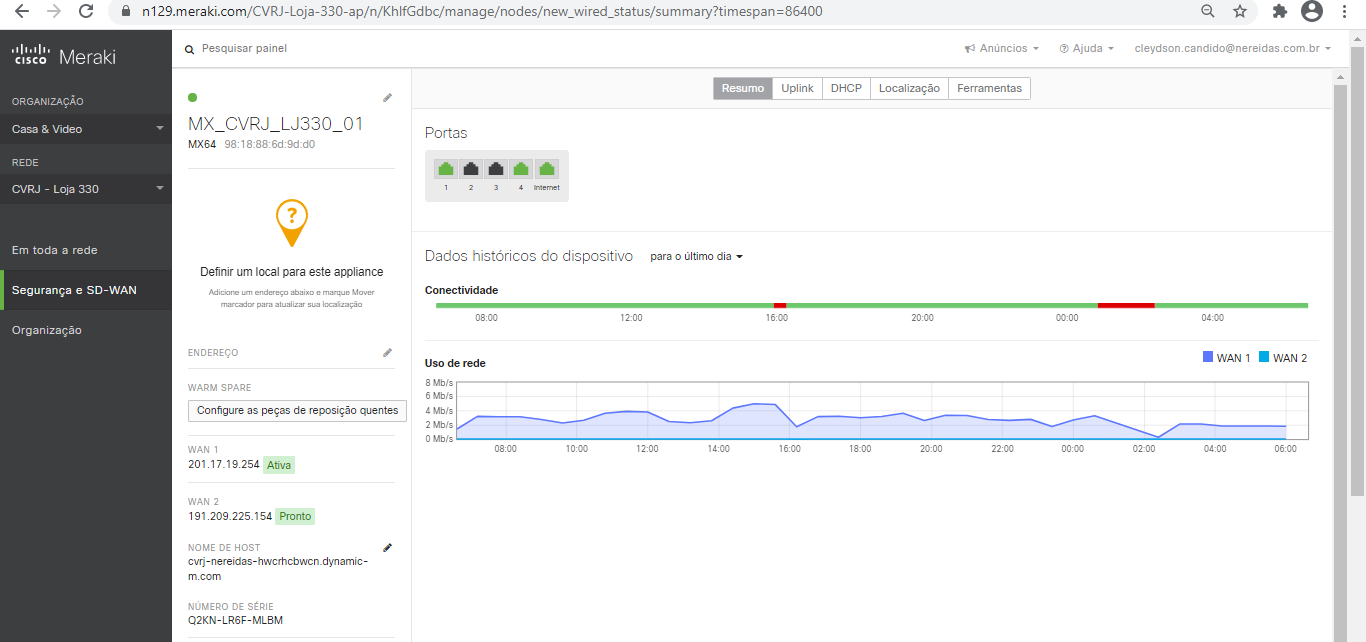 n129.meraki.com/CVRJ-Loja-330-ap/n/KhlfGdbc/manage/nodes/new_wired_status/summary?timespan=86400
cisco Meraki
Pesquisar painel
Anúncios
Ajuda
cleydson.candido@nereidas.com.br
ORGANIZAÇÃO
Casa & Video
REDE
CVRJ - Loja 330
Em toda a rede
Segurança e SD-WAN
Organização
MX_CVRJ_LJ330_01
MX64 98:18:88:6d:9d:d0
?
Definir um local para este appliance
Adicione um endereço abaixo e marque Mover
marcador para atualizar sua localização
ENDEREÇO
WARM SPARE
Configure as peças de reposição quentes
WAN 1
201.17.19.254 Ativa
WAN 2
191.209.225.154 Pronto
NOME DE HOST
cvrj-nereidas-hwcrhcbwcn.dynamic-
m.com
NÚMERO DE SÉRIE
Q2KN-LR6F-MLBM
Resumo Uplink DHCP Localização Ferramentas
Portas
1 2 3 4 Internet
Dados históricos do dispositivo para o último dia
Conectividade
08:00 12:00 16:00 20:00 00:00 04:00
Uso de rede
WAN 1 WAN 2
8 Mb/s
6 Mb/s
4 Mb/s
2 Mb/s
0 Mb/s
08:00 10:00 12:00 14:00 16:00 18:00 20:00 22:00 00:00 02:00 04:00 06:00